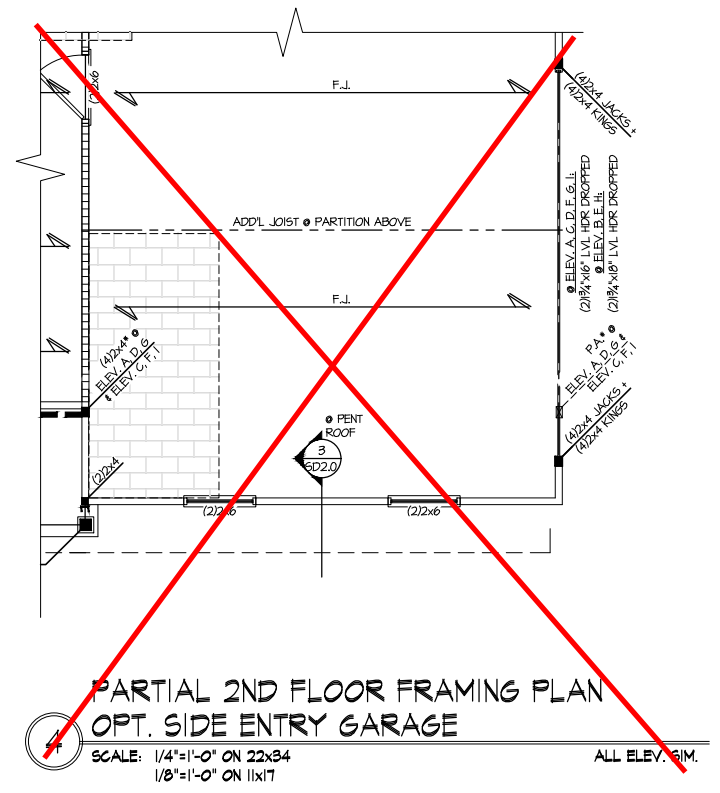 (2)2x6
F.J.
(4)2x4 JACKS +
(4)2x4 KINGS
ADD'L JOIST @ PARTITION ABOVE
@ ELEV. A, C, D, F, G, I:
(2)1¾"x16" LVL HDR DROPPED
@ ELEV. B, E, H:
(2)1¾"x18" LVL HDR DROPPED
F.J.
(4)2x4" @
ELEV. A, D, G
& ELEV. C, F, I
P.A." @
ELEV. A, D, G &
ELEV. C, F, I
(4)2x4 JACKS +
(4)2x4 KINGS
@ PENT
ROOF
3
SD2.0
(2)2x4
(2)2x6
(2)2x6
PARTIAL 2ND FLOOR FRAMING PLAN
OPT. SIDE ENTRY GARAGE
4
SCALE: 1/4"=1'-0" ON 22x34
1/8"=1'-0" ON 11x17
ALL ELEV. SIM.